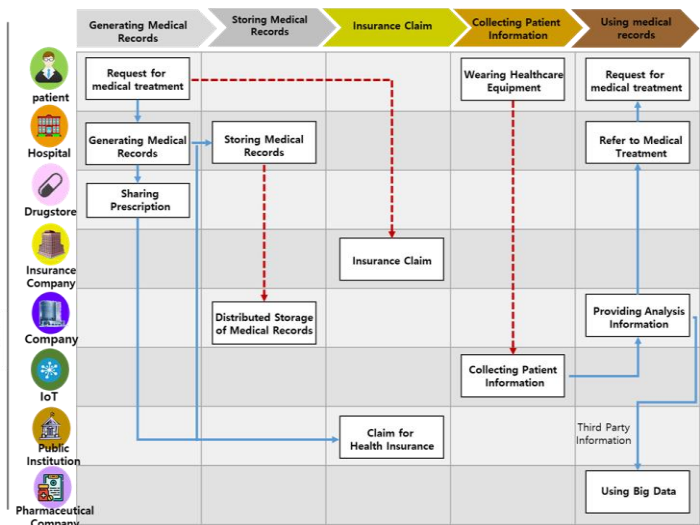 Generating Medical
Records
Storing Medical
Records
Insurance Claim
Collecting Patient
Information
Using medical
records
patient
Request for
medical treatment
Wearing Healthcare
Equipment
Request for
medical treatment
Hospital
Generating Medical
Records
Storing Medical
Records
Refer to Medical
Treatment
Drugstore
Sharing
Prescription
Insurance
Company
Insurance Claim
Company
Distributed Storage
of Medical Records
Providing Analysis
Information
IoT
Collecting Patient
Information
Public
Institution
Claim for
Health Insurance
Third Party
Information
Pharmaceutical
Company
Using Big Data